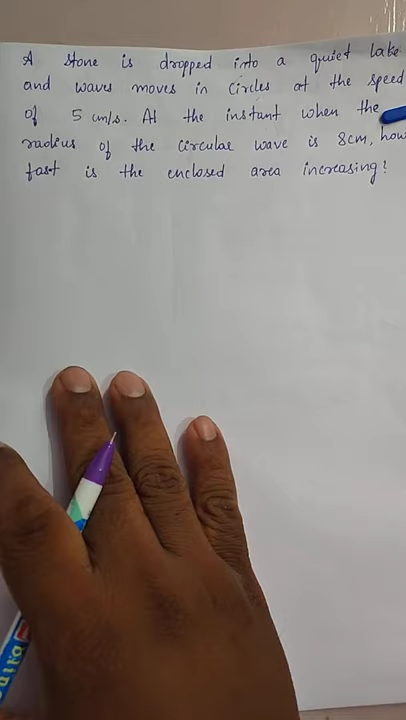 A stone is dropped into a quiet lake
and waves moves in circles at the speed
of 5 cm/s. At the instant when the
radius of the circular wave is 8cm, how
fast is the enclosed area increasing?